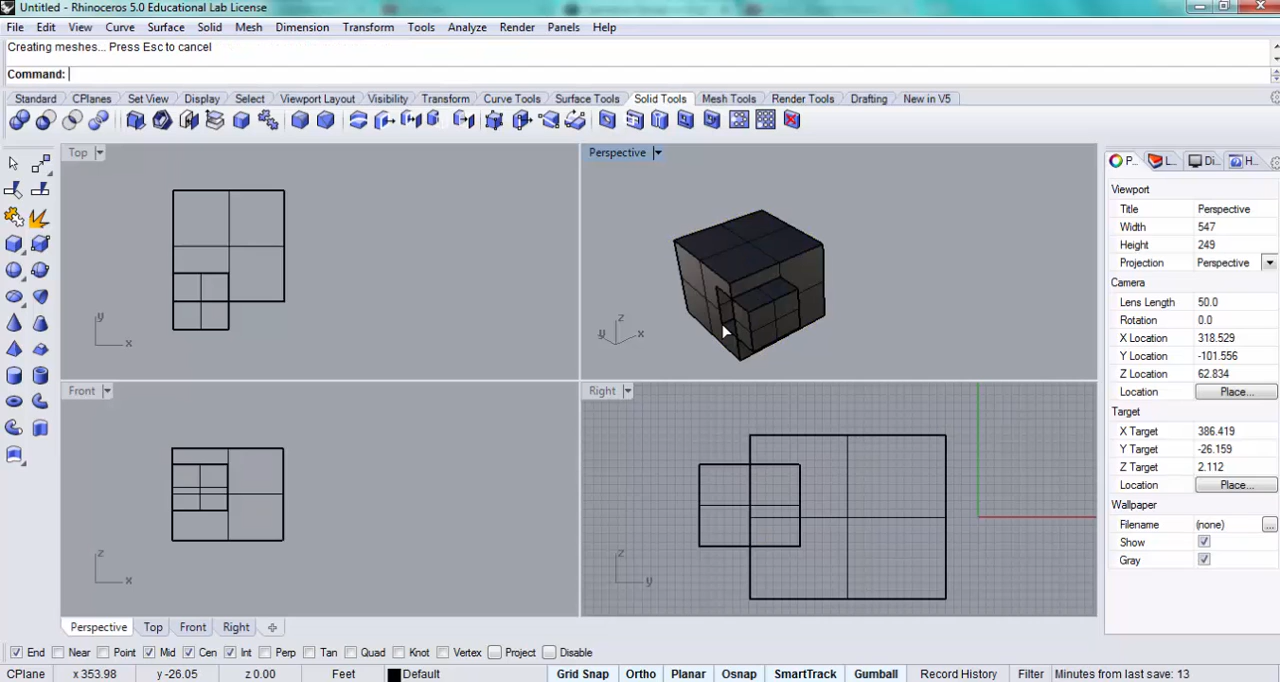 Untitled - Rhinoceros 5.0 Educational Lab License
File Edit View Curve Surface Solid Mesh Dimension Transform Tools Analyze Render Panels Help
Creating meshes... Press Esc to cancel
Command:
Standard CPlanes Set View Display Select Viewport Layout Visibility Transform Curve Tools Surface Tools Solid Tools Mesh Tools Render Tools Drafting New in V5
Top
Perspective
P... L... Di... H...
Viewport
Title Perspective
Width 547
Height 249
Projection Perspective
Camera
Lens Length 50.0
Rotation 0.0
X Location 318.529
Y Location -101.556
Z Location 62.834
Location Place...
Target
X Target 386.419
Y Target -26.159
Z Target 2.112
Location Place...
Wallpaper
Filename (none) ...
Show
Gray
y x
z y x
Front
Right
z x
z y
Perspective Top Front Right
End Near Point Mid Cen Int Perp Tan Quad Knot Vertex Project Disable
CPlane x 353.98 y -26.05 z 0.00 Feet Default Grid Snap Ortho Planar Osnap SmartTrack Gumball Record History Filter Minutes from last save: 13